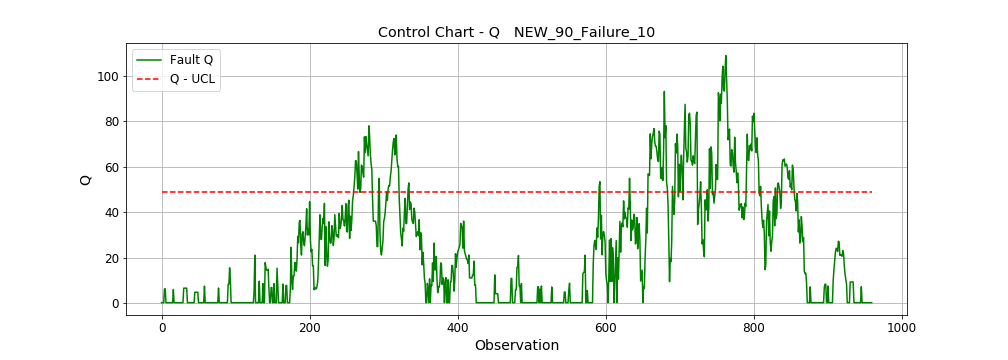 Control Chart - Q   NEW_90_Failure_10
Fault Q
Q - UCL
Q
100
80
60
40
20
0
0 200 400 600 800 1000
Observation